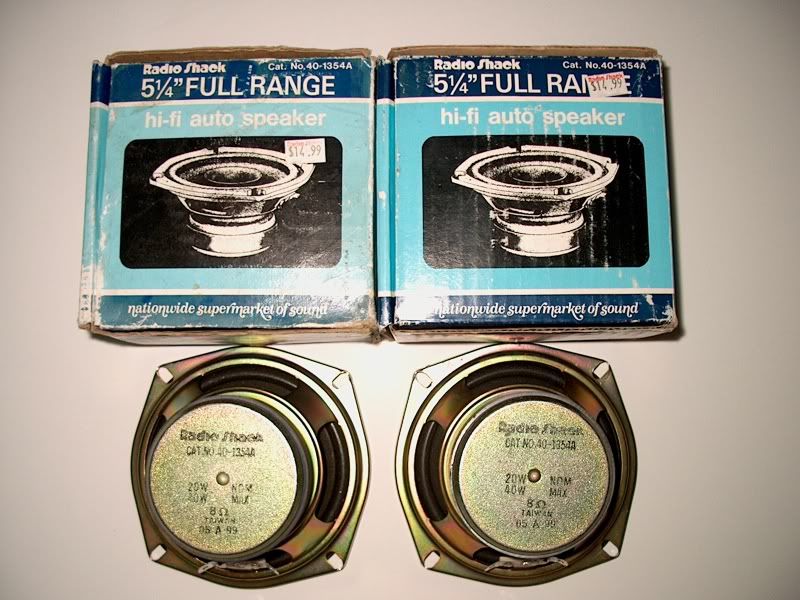 Radio Shack Cat. No. 40-1354A
5¼" FULL RANGE
hi-fi auto speaker
$14.99
nationwide supermarket of sound
Radio Shack Cat. No. 40-1354A
5¼" FULL RANGE
Radio Shack
$14.99
hi-fi auto speaker
nationwide supermarket of sound
Radio Shack
CAT.NO.40-1354A
20W NOM
40W MAX
8Ω
TAIWAN
05 A 99
Radio Shack
CAT.NO.40-1354A
20W NOM
40W MAX
8Ω
TAIWAN
05 A 99